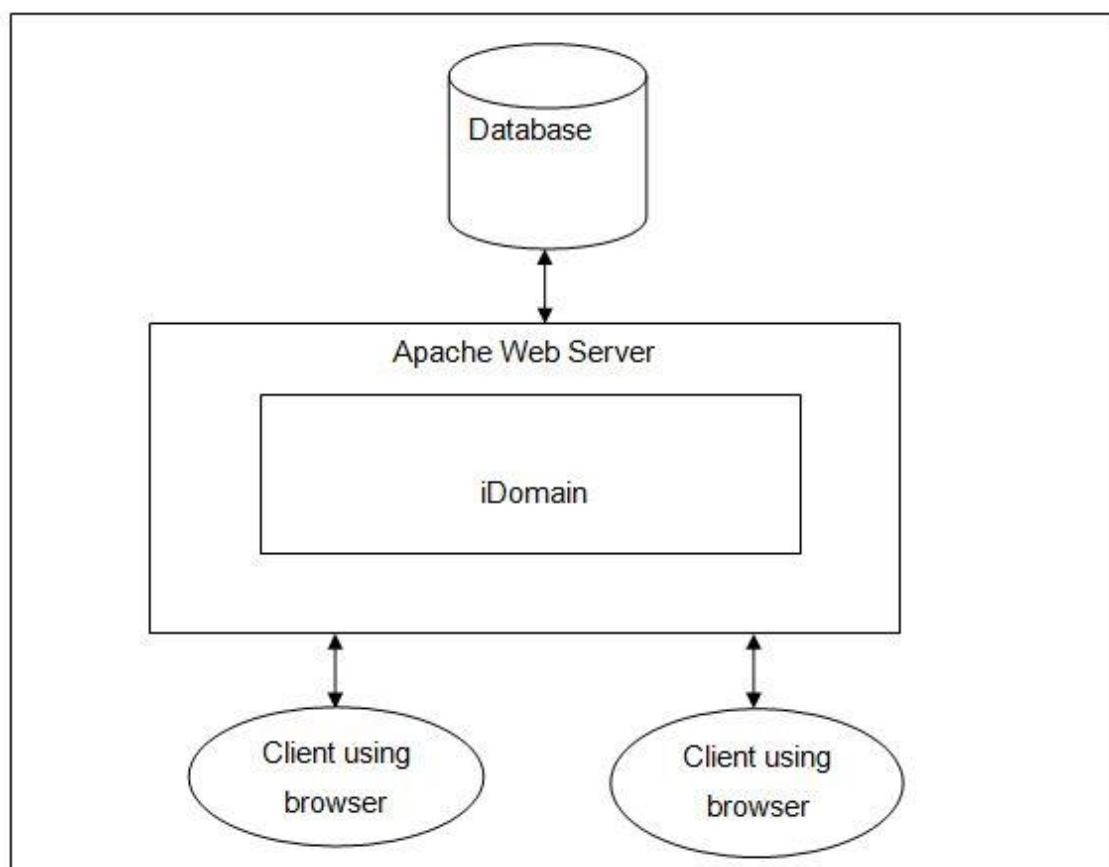 Database
Apache Web Server
iDomain
Client using
browser
Client using
browser